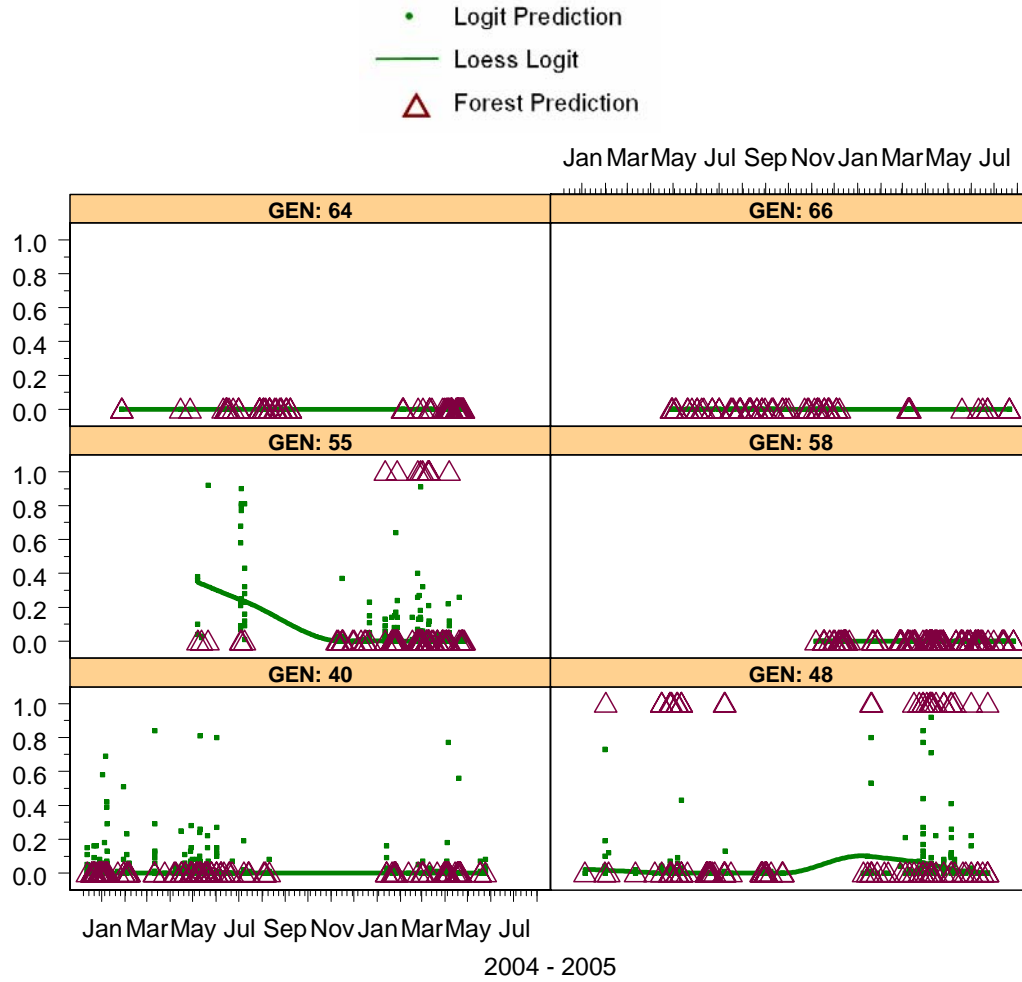 Logit Prediction
Loess Logit
Forest Prediction
Jan Mar May Jul Sep Nov Jan Mar May Jul
GEN: 64 GEN: 66
1.0
0.8
0.6
0.4
0.2
0.0
GEN: 55 GEN: 58
1.0
0.8
0.6
0.4
0.2
0.0
GEN: 40 GEN: 48
1.0
0.8
0.6
0.4
0.2
0.0
Jan Mar May Jul Sep Nov Jan Mar May Jul
2004 - 2005